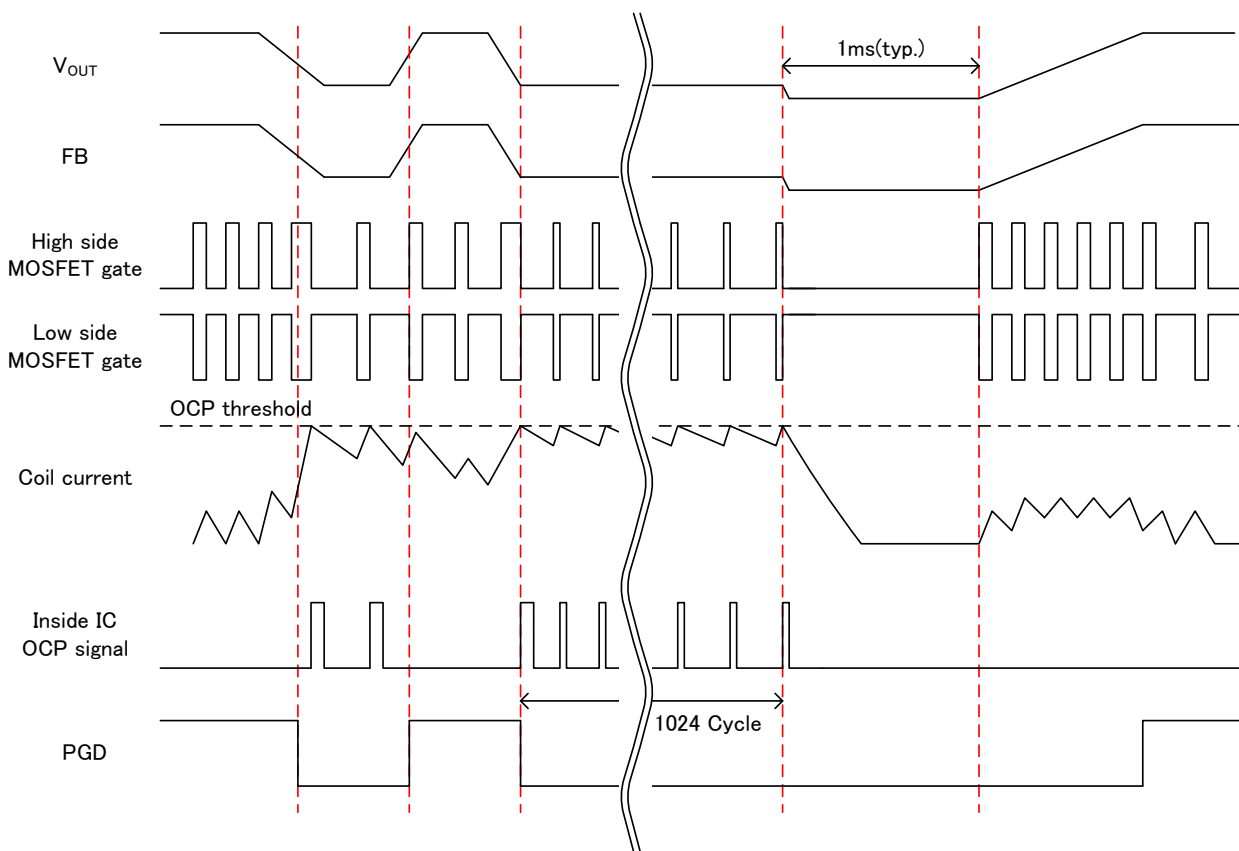 1ms(typ.)
VOUT
FB
High side
MOSFET gate
Low side
MOSFET gate
OCP threshold
Coil current
Inside IC
OCP signal
1024 Cycle
PGD